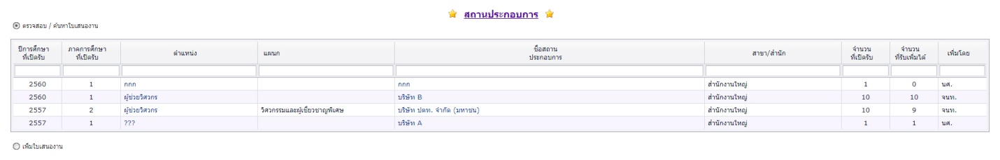 สถานประกอบการ
ตรวจสอบ / ค้นหาใบเสนองาน
ปีการศึกษา ภาคการศึกษา ตำแหน่ง แผนก ชื่อสถาน สาขา/สำนัก จำนวน จำนวน เพิ่มโดย
ที่เปิดรับ ที่เปิดรับ ประกอบการ ที่เปิดรับ ที่รับเพิ่มได้
2560 1 กกก กกก สำนักงานใหญ่ 1 0 นศ.
2560 1 ผู้ช่วยวิศวกร บริษัท B สำนักงานใหญ่ 10 10 จนท.
2557 2 ผู้ช่วยวิศวกร วิศวกรรมและผู้เชี่ยวชาญพิเศษ บริษัท ปตท. จำกัด (มหาชน) สำนักงานใหญ่ 10 9 จนท.
2557 1 ??? บริษัท A สำนักงานใหญ่ 1 1 นศ.
เพิ่มใบเสนองาน